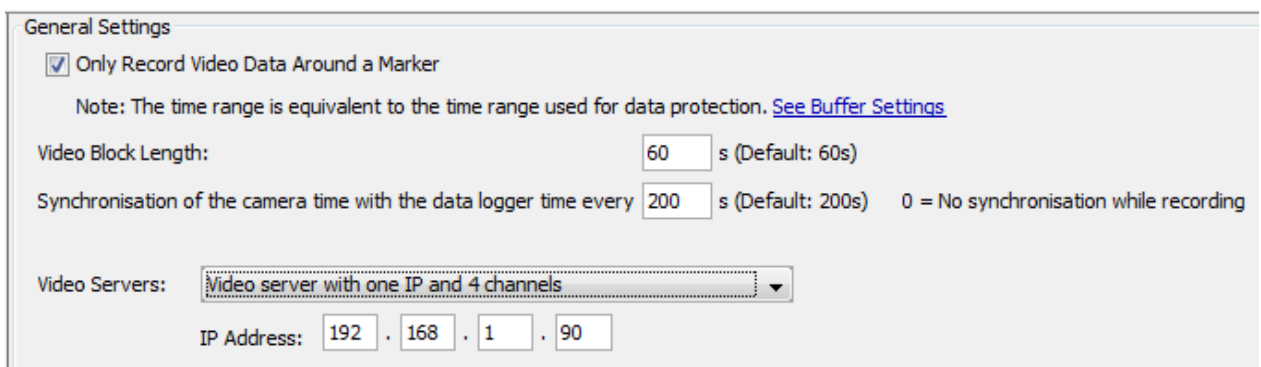 General Settings
Only Record Video Data Around a Marker
Note: The time range is equivalent to the time range used for data protection. See Buffer Settings
Video Block Length: 60 s (Default: 60s)
Synchronisation of the camera time with the data logger time every 200 s (Default: 200s) 0 = No synchronisation while recording
Video Servers: Video server with one IP and 4 channels
IP Address: 192 . 168 . 1 . 90